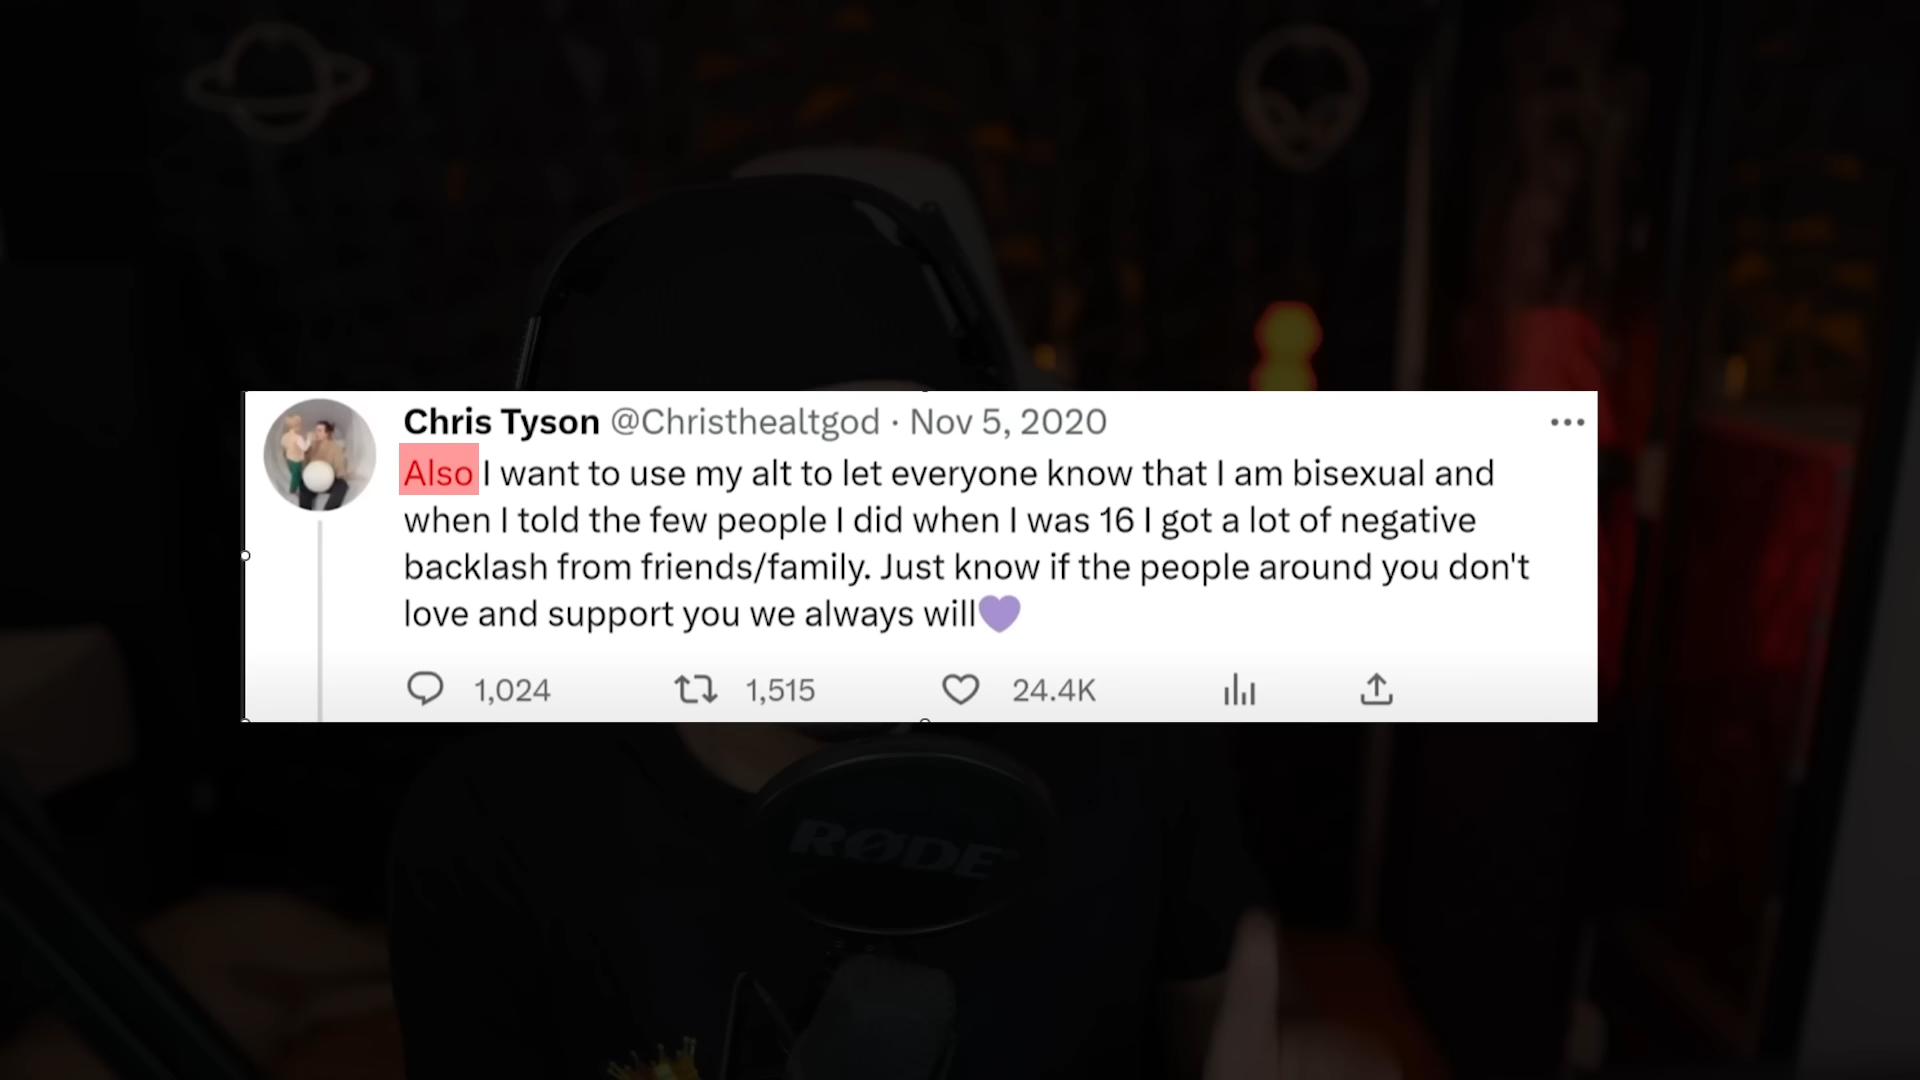 Chris Tyson @Christhealtgod · Nov 5, 2020
Also I want to use my alt to let everyone know that I am bisexual and
when I told the few people I did when I was 16 I got a lot of negative
backlash from friends/family. Just know if the people around you don't
love and support you we always will💜
1,024 1,515 24.4K
RØDE